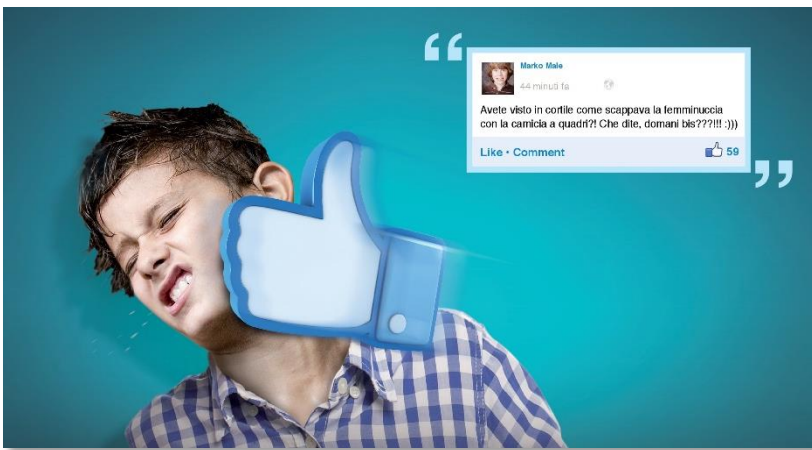 “
Marko Male
44 minuti fa
Avete visto in cortile come scappava la femminuccia
con la camicia a quadri?! Che dite, domani bis???!!! :)))
Like · Comment 59
”